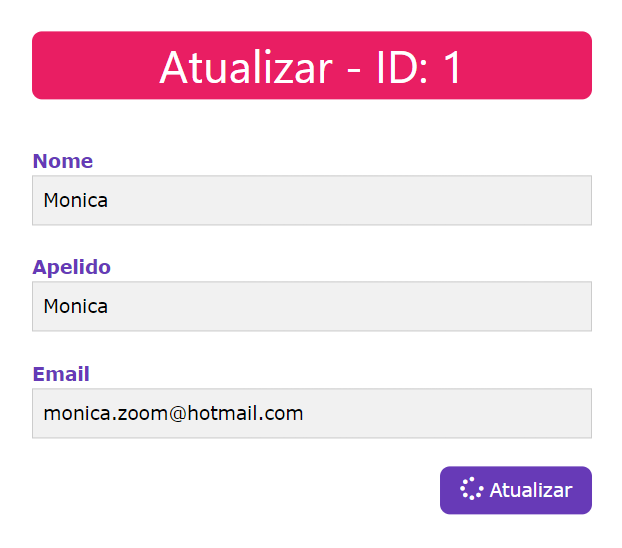 Atualizar - ID: 1
Nome
Monica
Apelido
Monica
Email
monica.zoom@hotmail.com
Atualizar